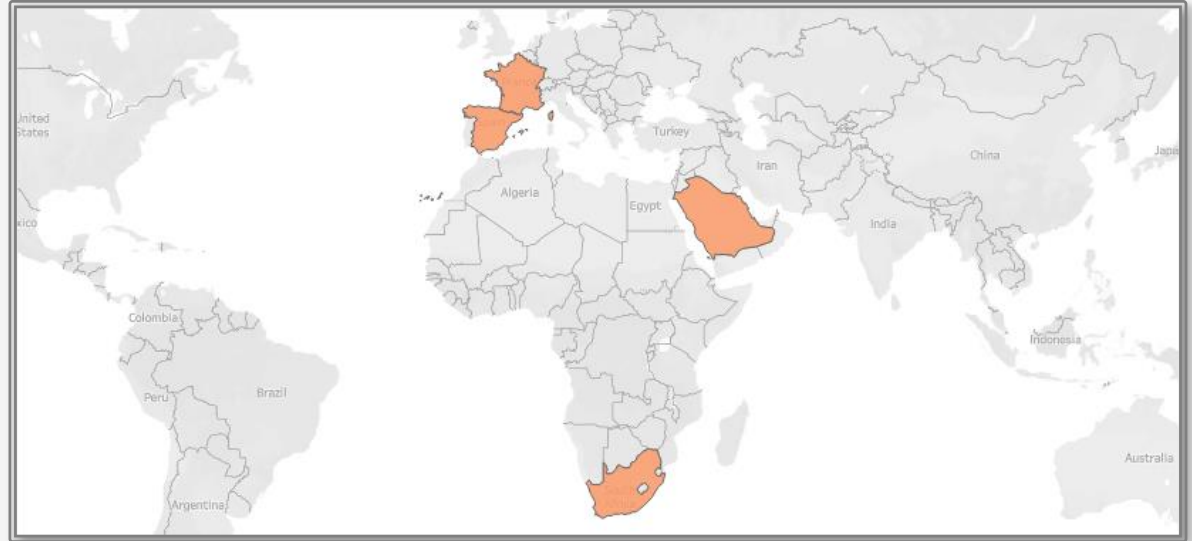 United
States
Turkey
Iran
China
Japa
Algeria
Egypt
India
xico
Colombia
Indonesia
Peru
Brazil
Australia
Argentina